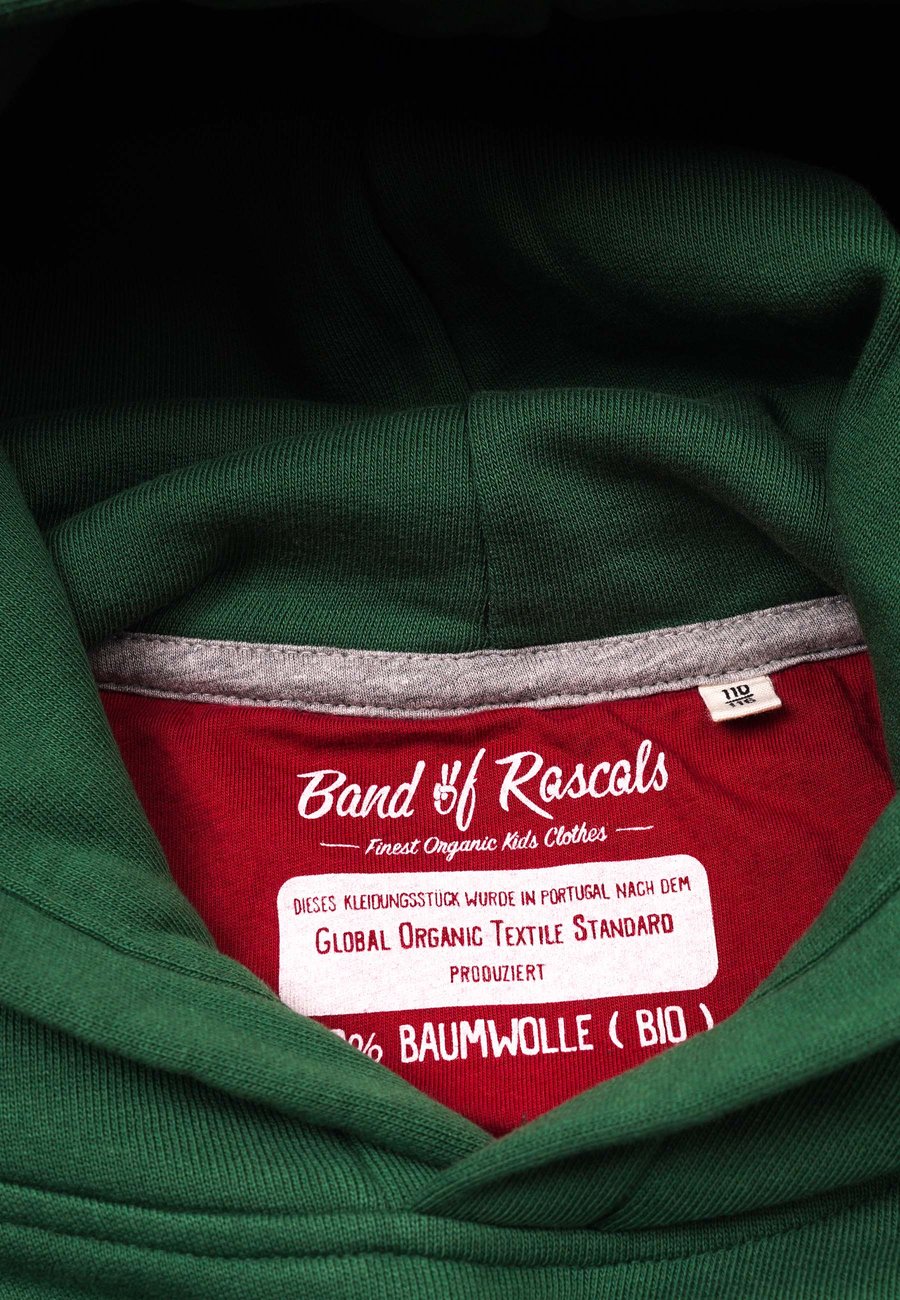 110
116
Band of Rascals
Finest Organic Kids Clothes
DIESES KLEIDUNGSSTÜCK WURDE IN PORTUGAL NACH DEM
GLOBAL ORGANIC TEXTILE STANDARD
PRODUZIERT
% BAUMWOLLE ( BIO )